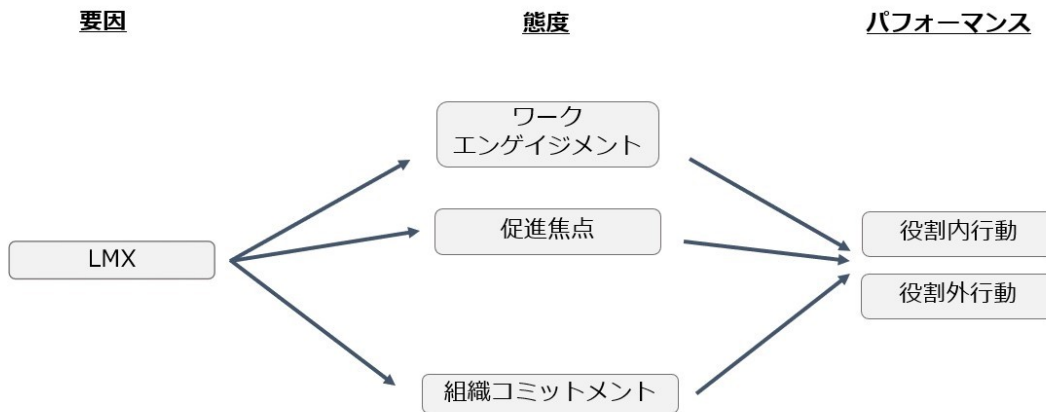 要因
態度
パフォーマンス
ワーク
エンゲイジメント
促進焦点
役割内行動
LMX
役割外行動
組織コミットメント